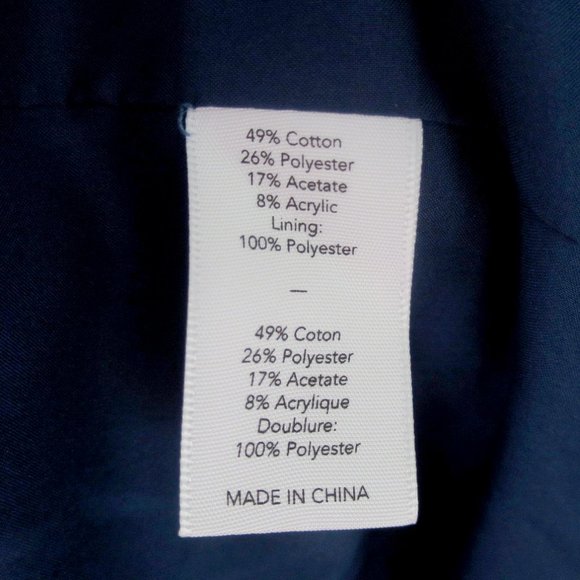 49% Cotton
26% Polyester
17% Acetate
8% Acrylic
Lining:
100% Polyester
—
49% Coton
26% Polyester
17% Acetate
8% Acrylique
Doublure:
100% Polyester
MADE IN CHINA